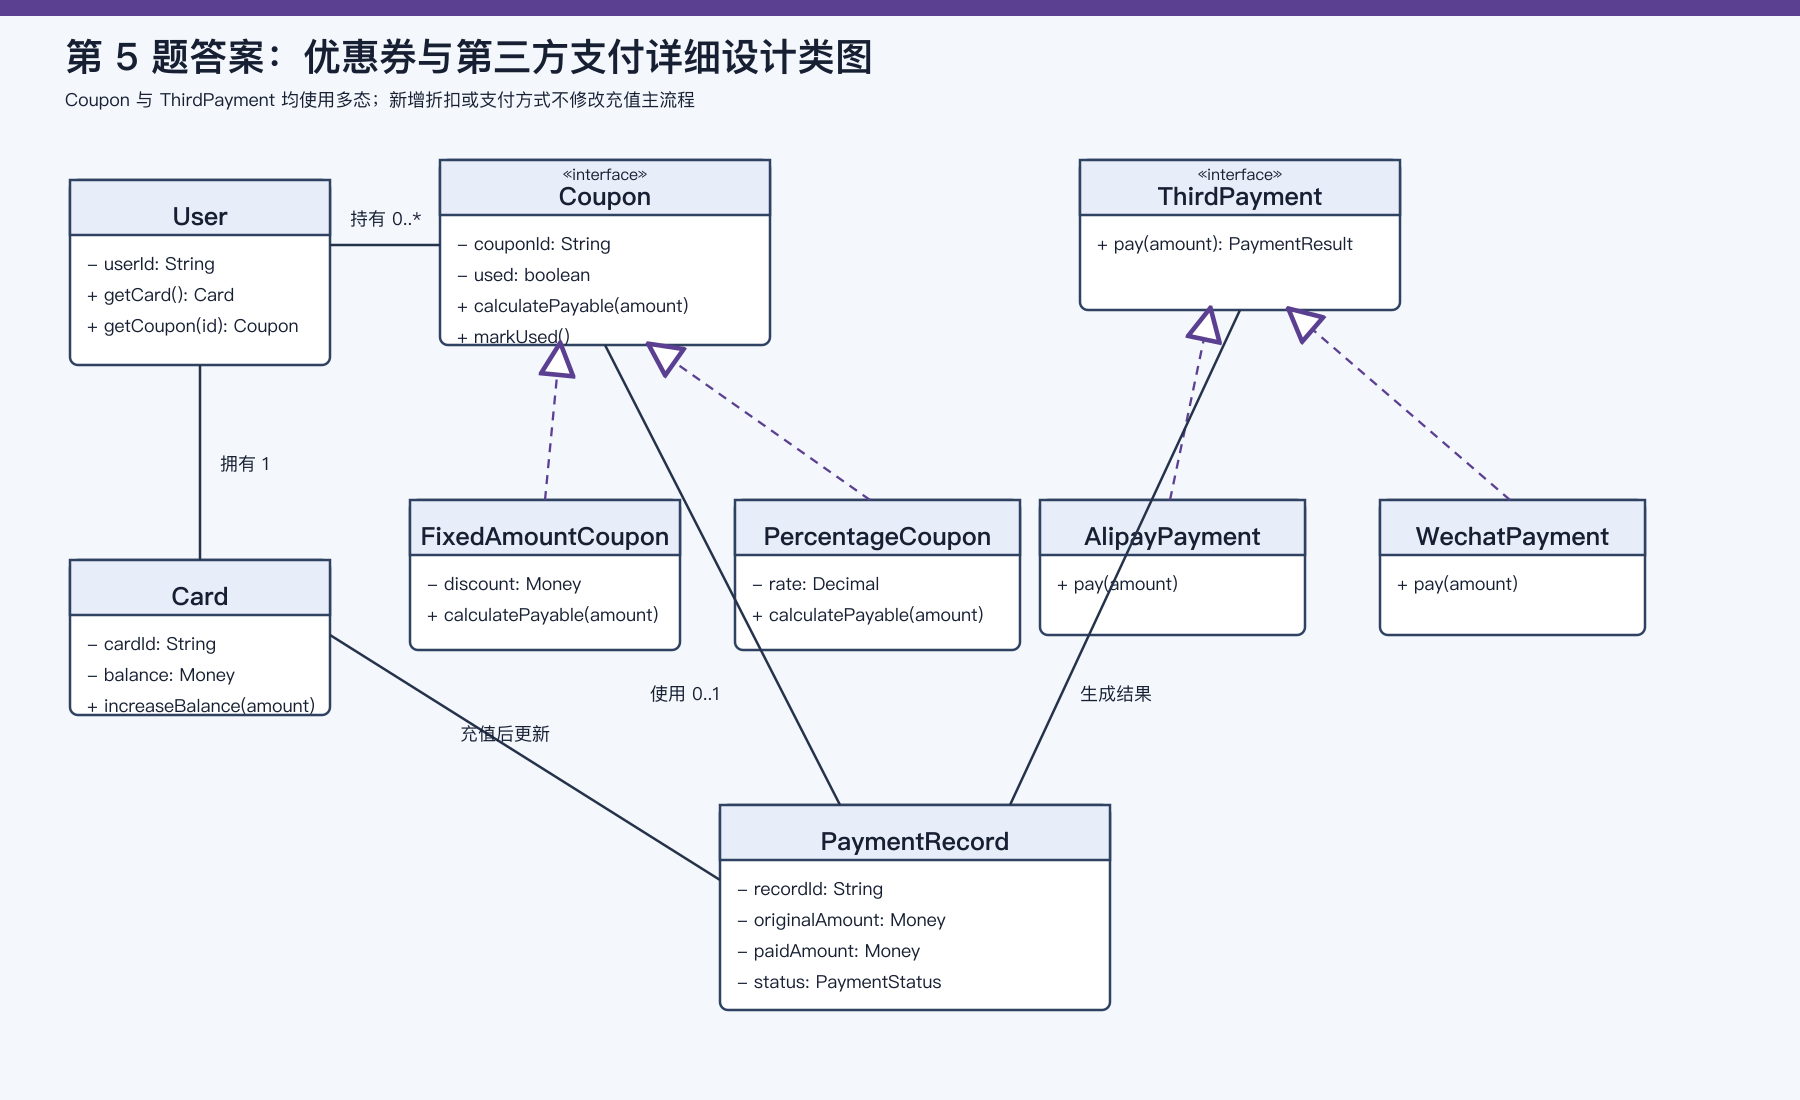 第 5 题答案：优惠券与第三方支付详细设计类图
Coupon 与 ThirdPayment 均使用多态；新增折扣或支付方式不修改充值主流程
User
– userId: String
+ getCard(): Card
+ getCoupon(id): Coupon
持有 0..*
«interface»
Coupon
– couponId: String
– used: boolean
+ calculatePayable(amount)
+ markUsed()
«interface»
ThirdPayment
+ pay(amount): PaymentResult
拥有 1
FixedAmountCoupon
– discount: Money
+ calculatePayable(amount)
PercentageCoupon
– rate: Decimal
+ calculatePayable(amount)
AlipayPayment
+ pay(amount)
WechatPayment
+ pay(amount)
Card
– cardId: String
– balance: Money
+ increaseBalance(amount)
使用 0..1
生成结果
充值后更新
PaymentRecord
– recordId: String
– originalAmount: Money
– paidAmount: Money
– status: PaymentStatus